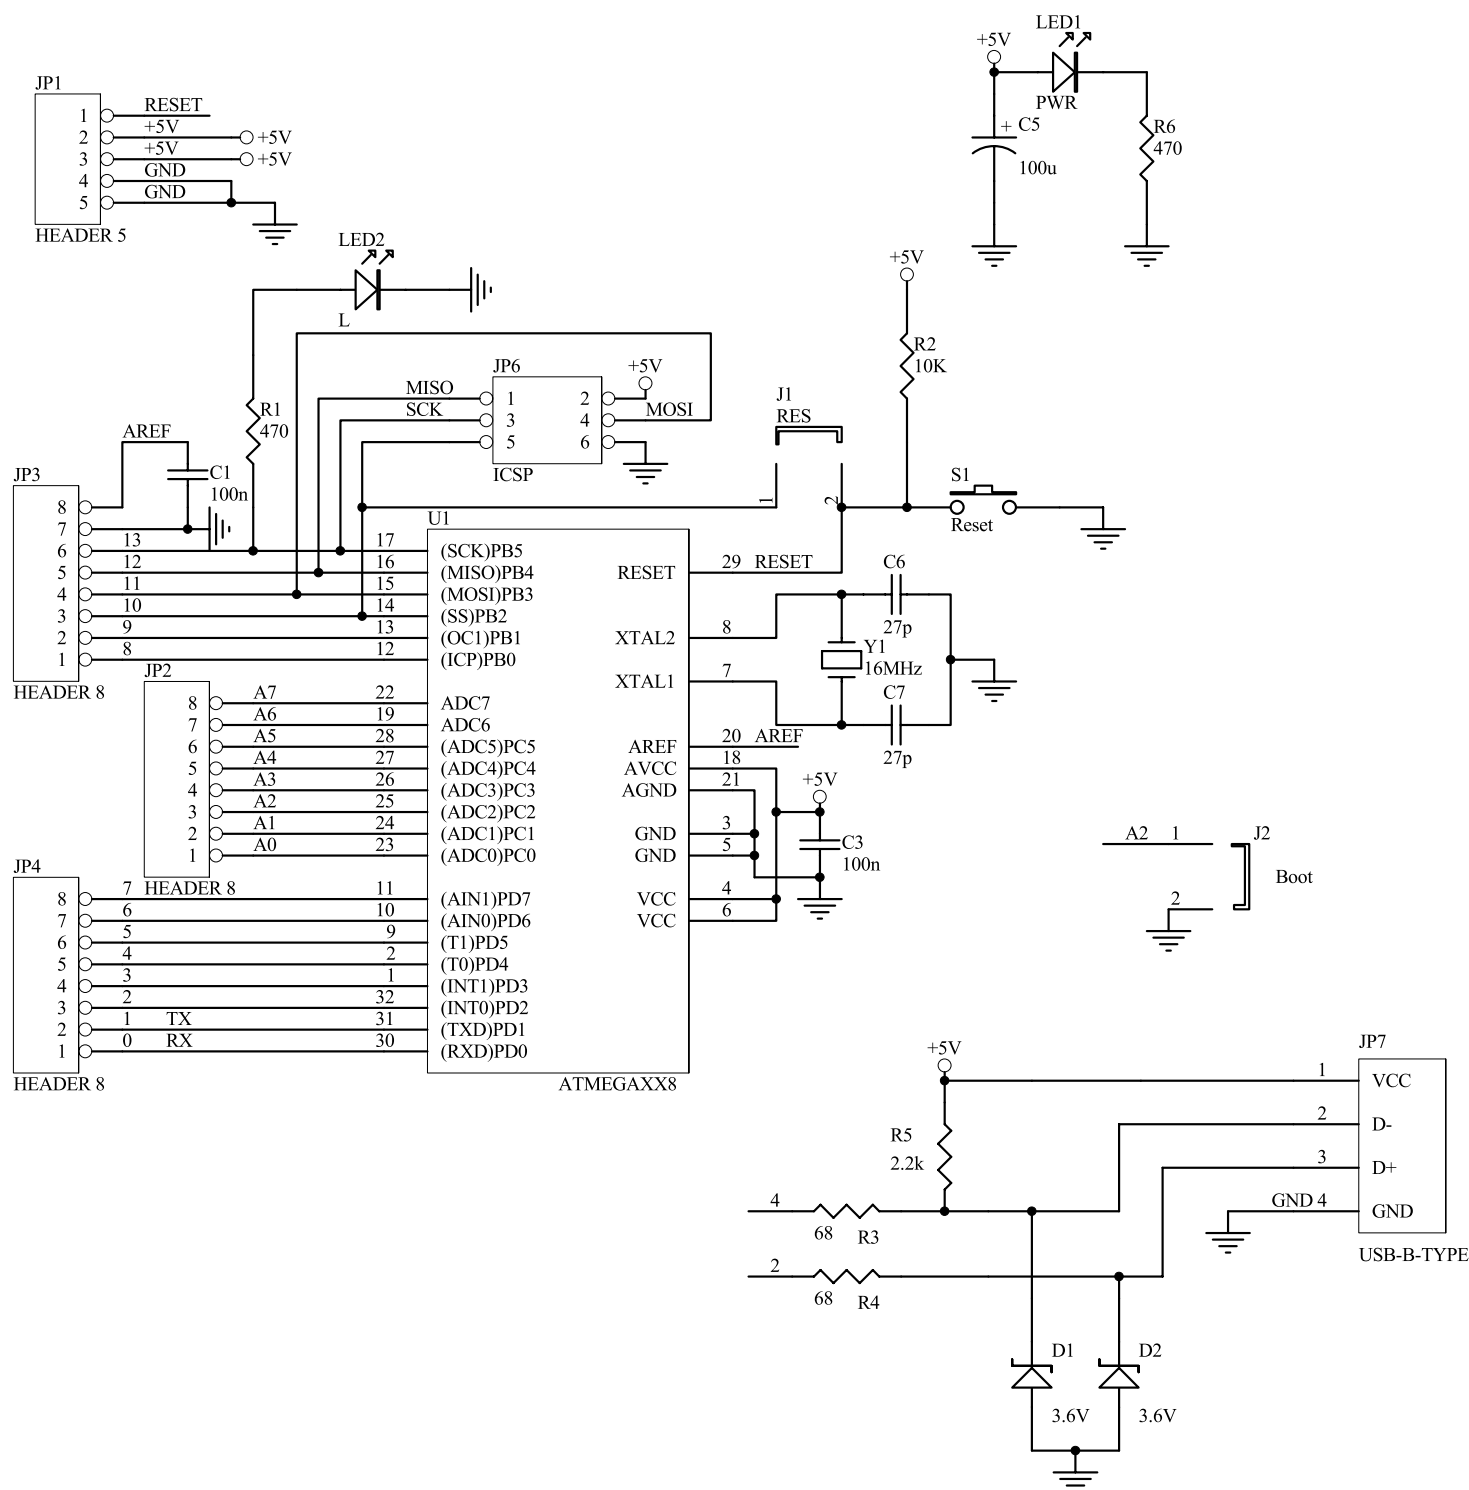 LED1
+5V
PWR
+ C5
100u
R6
470
JP1
1 RESET
2 +5V +5V
3 +5V +5V
4 GND
5 GND
HEADER 5
LED2
L
+5V
R2
10K
JP6
+5V
MISO 1 2
SCK 3 4 MOSI
5 6
ICSP
J1
RES
1
2
R1
470
AREF
C1
100n
S1
Reset
JP3
8
7
6 13
5 12
4 11
3 10
2 9
1 8
HEADER 8
U1
17 (SCK)PB5
16 (MISO)PB4
15 (MOSI)PB3
14 (SS)PB2
13 (OC1)PB1
12 (ICP)PB0
RESET 29 RESET
XTAL2 8
XTAL1 7
C6
27p
Y1
16MHz
C7
27p
JP2
8 A7 22 ADC7
7 A6 19 ADC6
6 A5 28 (ADC5)PC5
5 A4 27 (ADC4)PC4
4 A3 26 (ADC3)PC3
3 A2 25 (ADC2)PC2
2 A1 24 (ADC1)PC1
1 A0 23 (ADC0)PC0
HEADER 8
AREF 20 AREF
AVCC 18
AGND 21
GND 3
GND 5
VCC 4
VCC 6
+5V
C3
100n
A2 1 J2
Boot
2
JP4
8 7 11 (AIN1)PD7
7 6 10 (AIN0)PD6
6 5 9 (T1)PD5
5 4 2 (T0)PD4
4 3 1 (INT1)PD3
3 2 32 (INT0)PD2
2 1 TX 31 (TXD)PD1
1 0 RX 30 (RXD)PD0
HEADER 8
ATMEGAXX8
+5V
JP7
1 VCC
2 D-
3 D+
GND 4 GND
USB-B-TYPE
R5
2.2k
4
68 R3
2
68 R4
D1
3.6V
D2
3.6V